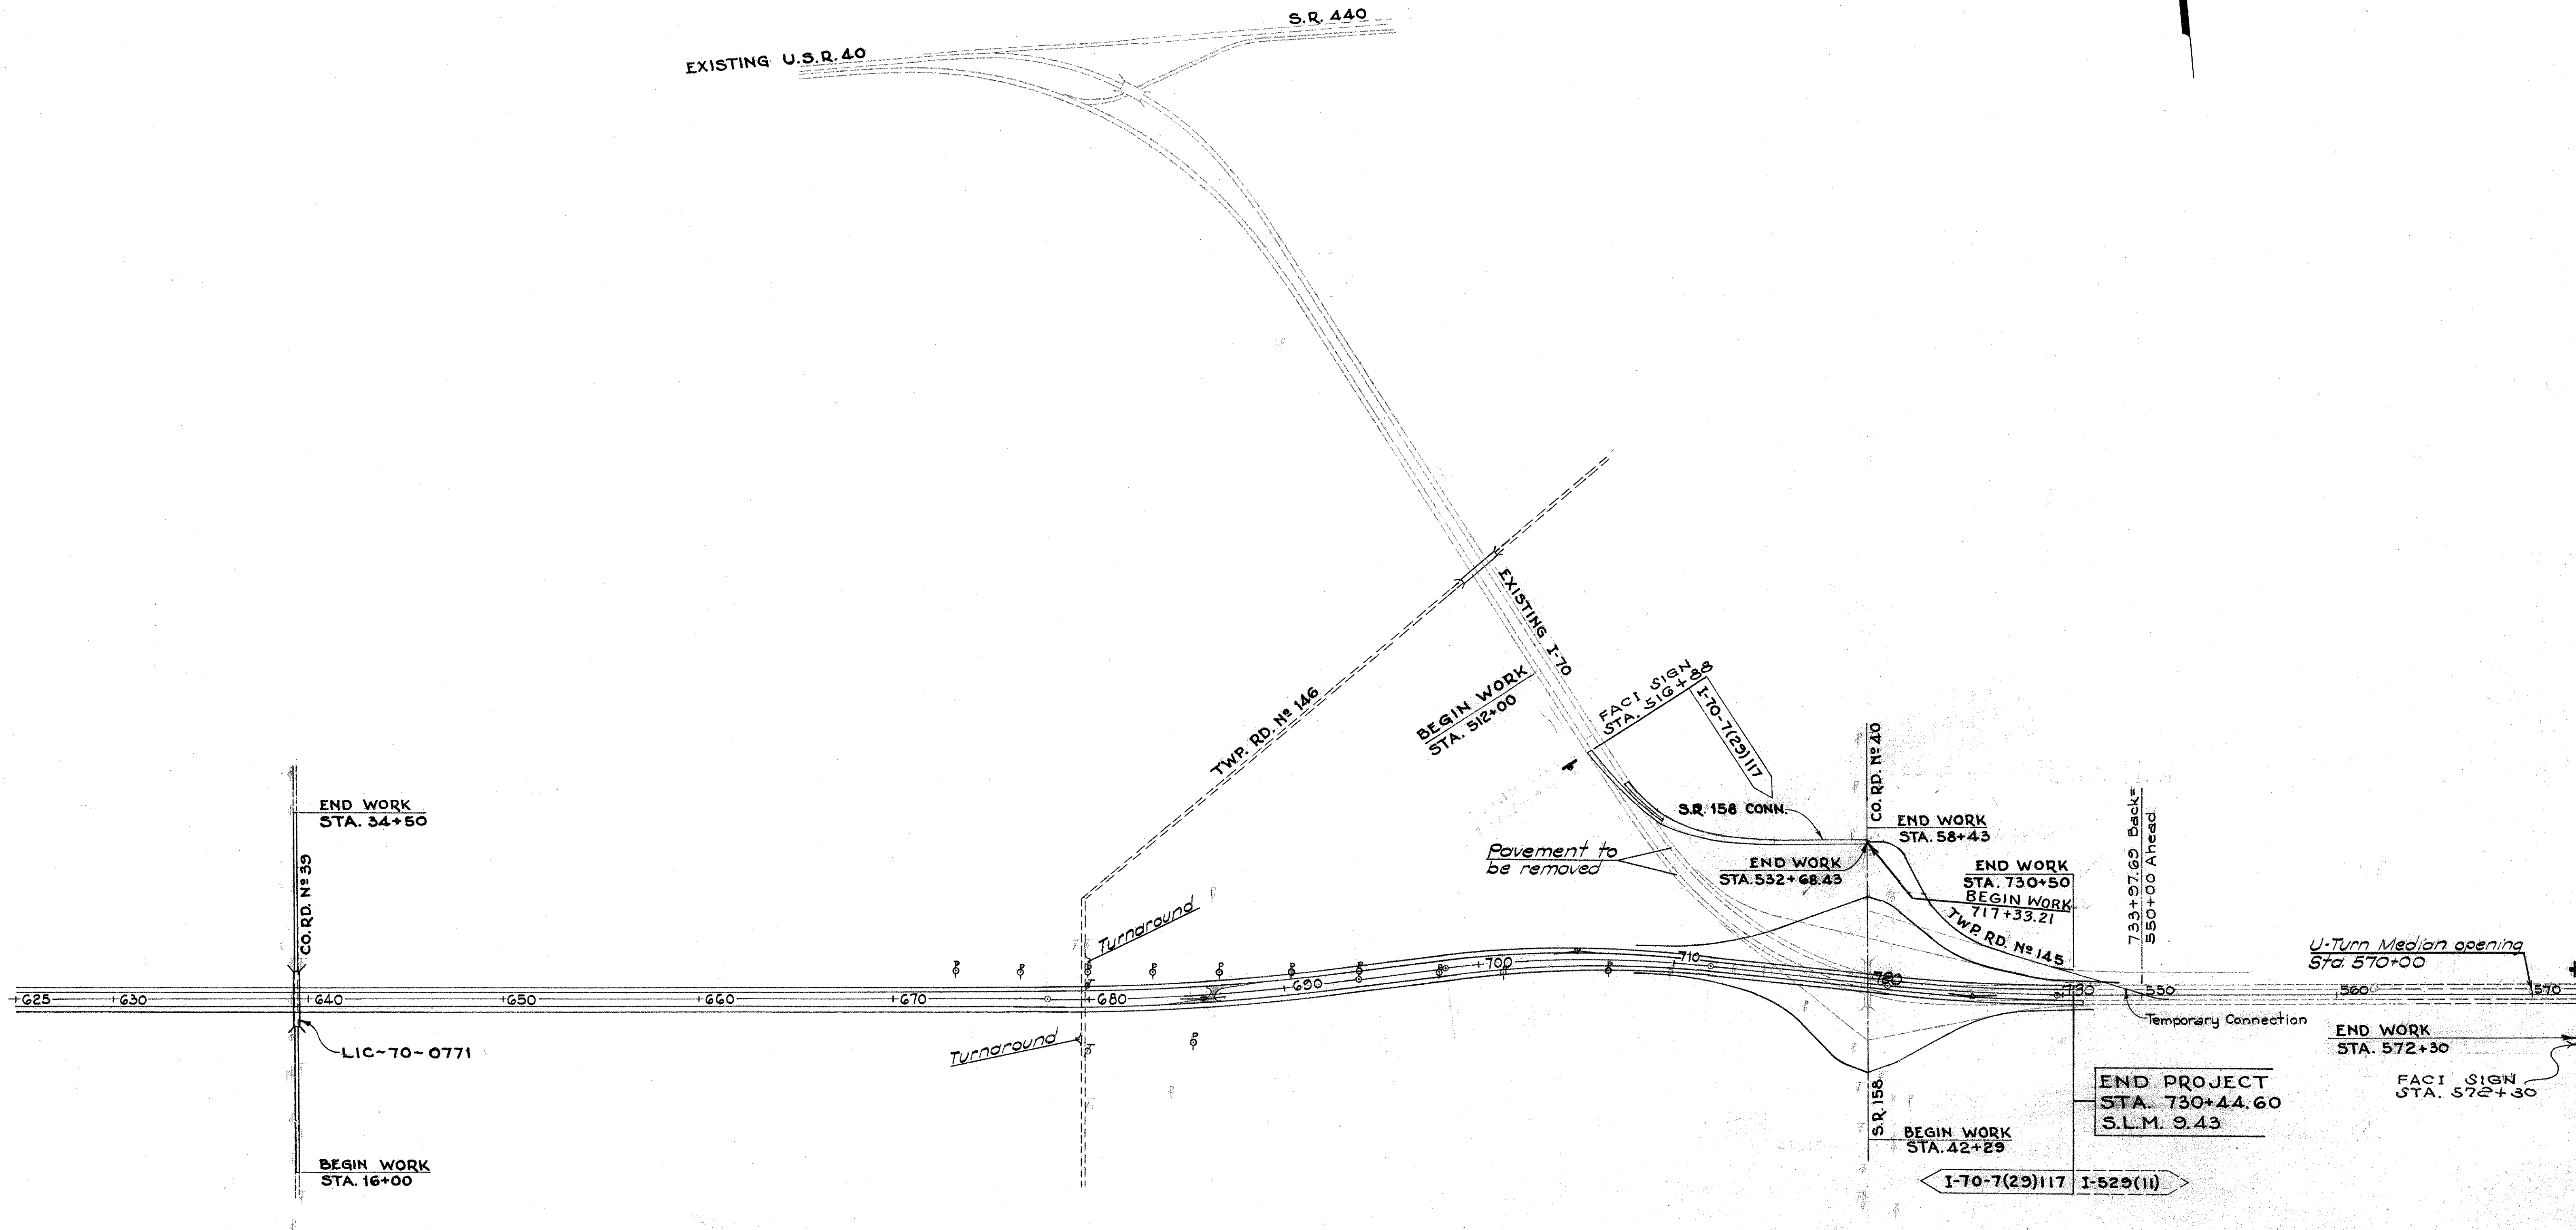 S.R. 440
EXISTING U.S.R. 40
EXISTING I-70
TWP. RD. Nº 146
BEGIN WORK
STA. 512+00
FACI SIGN
STA. 516+88
I-70-7(29)117
S.R. 158 CONN.
CO. RD. Nº 40
END WORK
STA. 58+43
END WORK
STA. 34+50
CO. RD. Nº 39
Pavement to
be removed
END WORK
STA. 532+68.43
END WORK
STA. 730+50
BEGIN WORK
717+33.21
TWP. RD. Nº 145
733+97.69 Back=
550+00 Ahead
U-Turn Median opening
Sta. 570+00
Turnaround
625 630 640 650 660 670 680 690 700 710 720 730 550 560 570
Temporary Connection
LIC-70-0771
Turnaround
END WORK
STA. 572+30
FACI SIGN
STA. 572+30
END PROJECT
STA. 730+44.60
S.L.M. 9.43
S.R. 158
BEGIN WORK
STA. 42+29
BEGIN WORK
STA. 16+00
I-70-7(29)117 I-529(11)